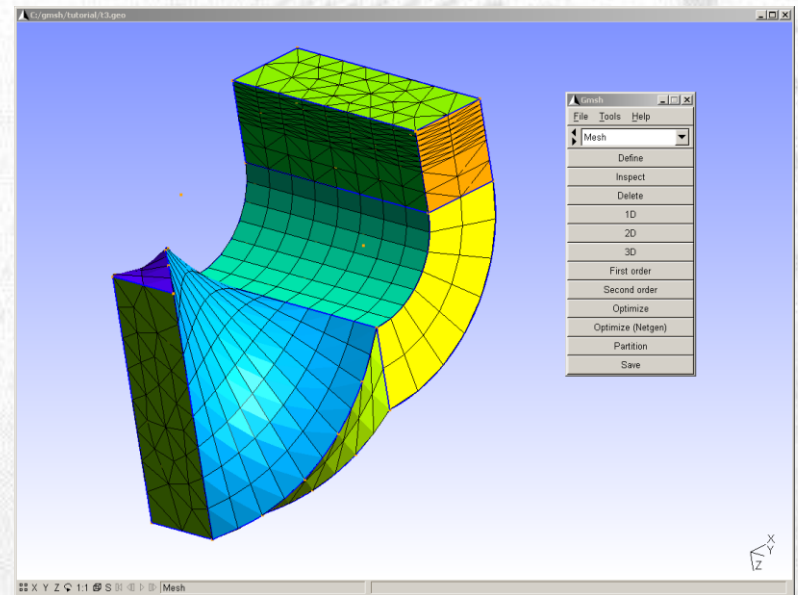 C:/gmsh/tutorial/t3.geo
Gmsh
File Tools Help
Mesh
Define
Inspect
Delete
1D
2D
3D
First order
Second order
Optimize
Optimize (Netgen)
Partition
Save
X
Y
Z
X Y Z 1:1 S Mesh